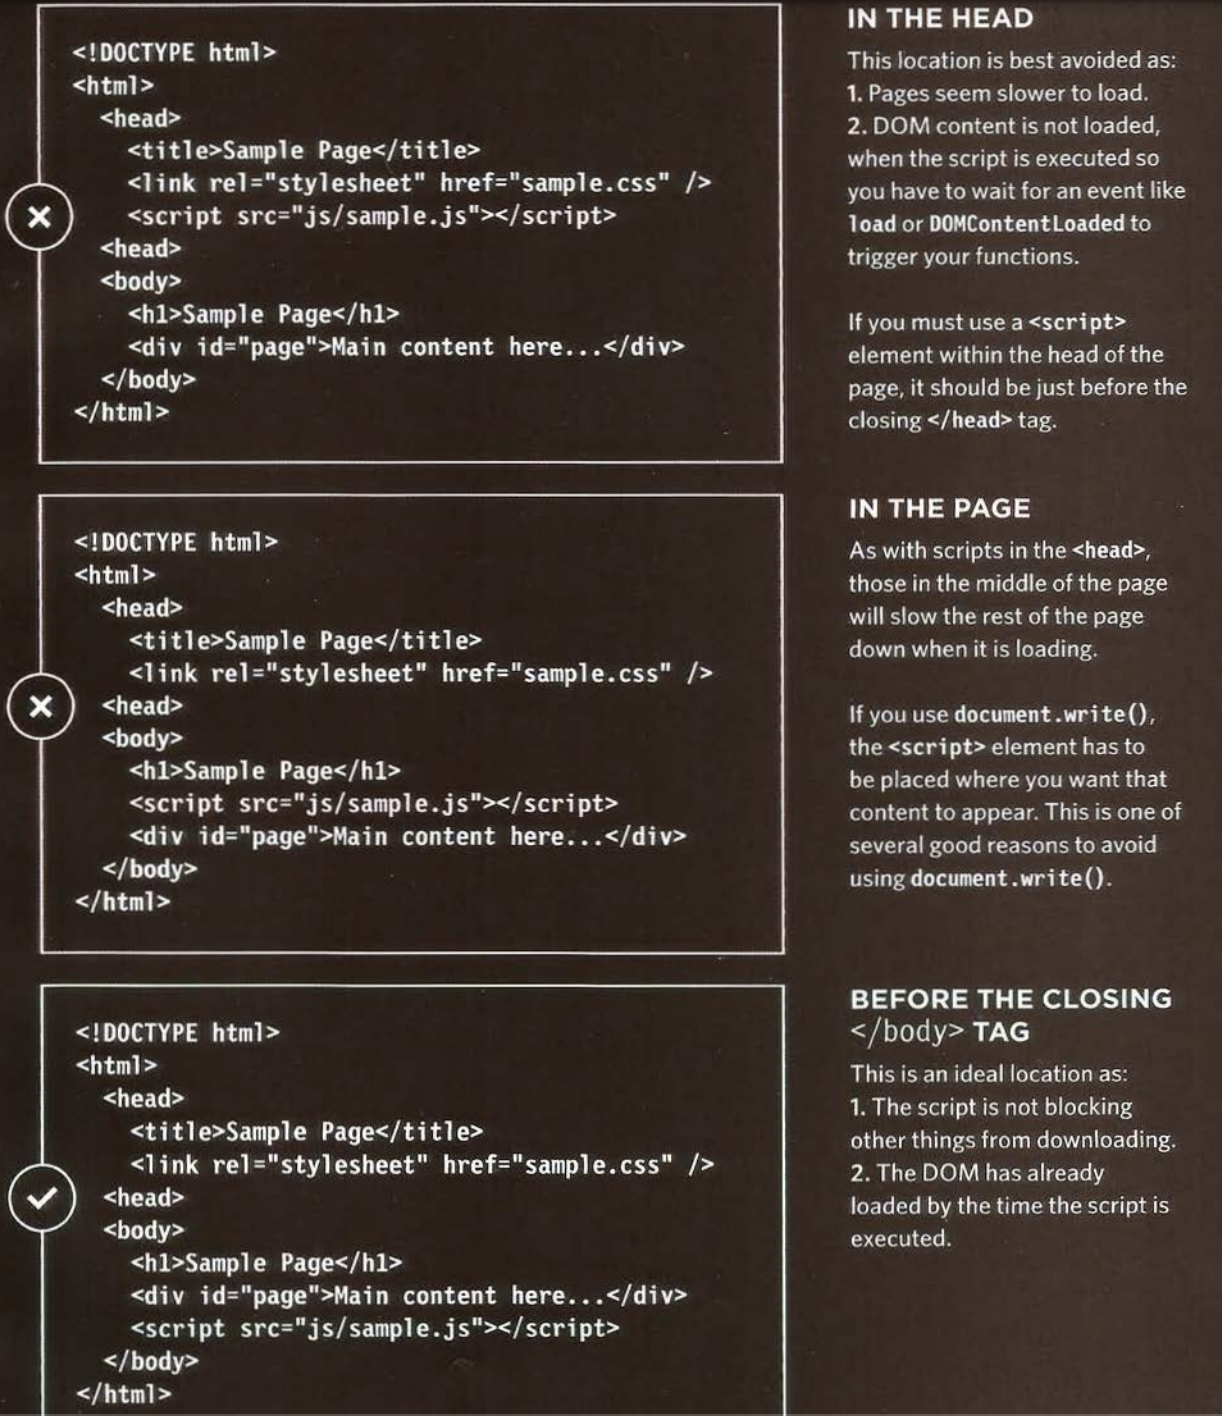 <!DOCTYPE html>
<html>
<head>
<title>Sample Page</title>
<link rel="stylesheet" href="sample.css" />
<script src="js/sample.js"></script>
<head>
<body>
<h1>Sample Page</h1>
<div id="page">Main content here...</div>
</body>
</html>
IN THE HEAD
This location is best avoided as:
1. Pages seem slower to load.
2. DOM content is not loaded,
when the script is executed so
you have to wait for an event like
load or DOMContentLoaded to
trigger your functions.
If you must use a <script>
element within the head of the
page, it should be just before the
closing </head> tag.
<!DOCTYPE html>
<html>
<head>
<title>Sample Page</title>
<link rel="stylesheet" href="sample.css" />
<head>
<body>
<h1>Sample Page</h1>
<script src="js/sample.js"></script>
<div id="page">Main content here...</div>
</body>
</html>
IN THE PAGE
As with scripts in the <head>,
those in the middle of the page
will slow the rest of the page
down when it is loading.
If you use document.write(),
the <script> element has to
be placed where you want that
content to appear. This is one of
several good reasons to avoid
using document.write().
<!DOCTYPE html>
<html>
<head>
<title>Sample Page</title>
<link rel="stylesheet" href="sample.css" />
<head>
<body>
<h1>Sample Page</h1>
<div id="page">Main content here...</div>
<script src="js/sample.js"></script>
</body>
</html>
BEFORE THE CLOSING
</body> TAG
This is an ideal location as:
1. The script is not blocking
other things from downloading.
2. The DOM has already
loaded by the time the script is
executed.